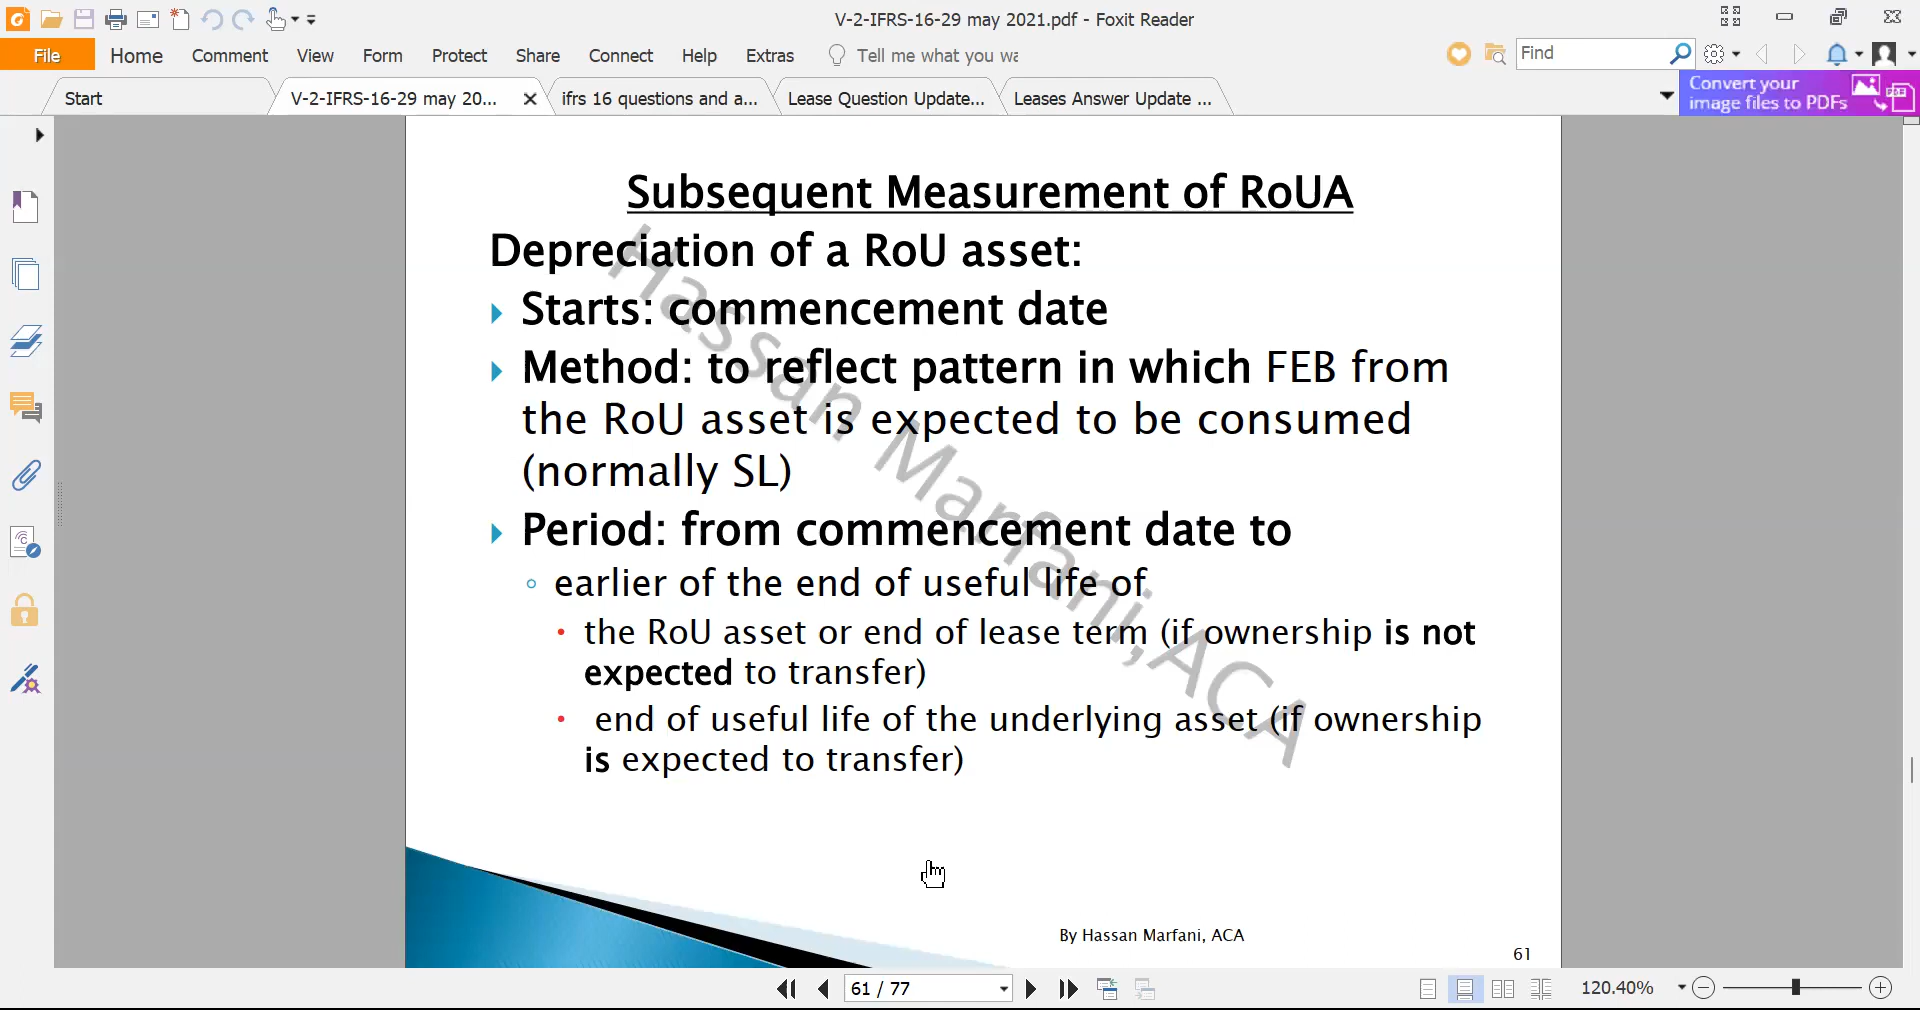 V-2-IFRS-16-29 may 2021.pdf - Foxit Reader
File Home Comment View Form Protect Share Connect Help Extras Tell me what you wa Find
Start V-2-IFRS-16-29 may 20... ifrs 16 questions and a... Lease Question Update... Leases Answer Update ...
Convert your
image files to PDFs
Subsequent Measurement of RoUA
Depreciation of a RoU asset:
Starts: commencement date
Method: to reflect pattern in which FEB from
the RoU asset is expected to be consumed
(normally SL)
Period: from commencement date to
earlier of the end of useful life of
the RoU asset or end of lease term (if ownership is not
expected to transfer)
end of useful life of the underlying asset (if ownership
is expected to transfer)
Hassan Marfani,ACA
By Hassan Marfani, ACA
61
61 / 77
120.40%